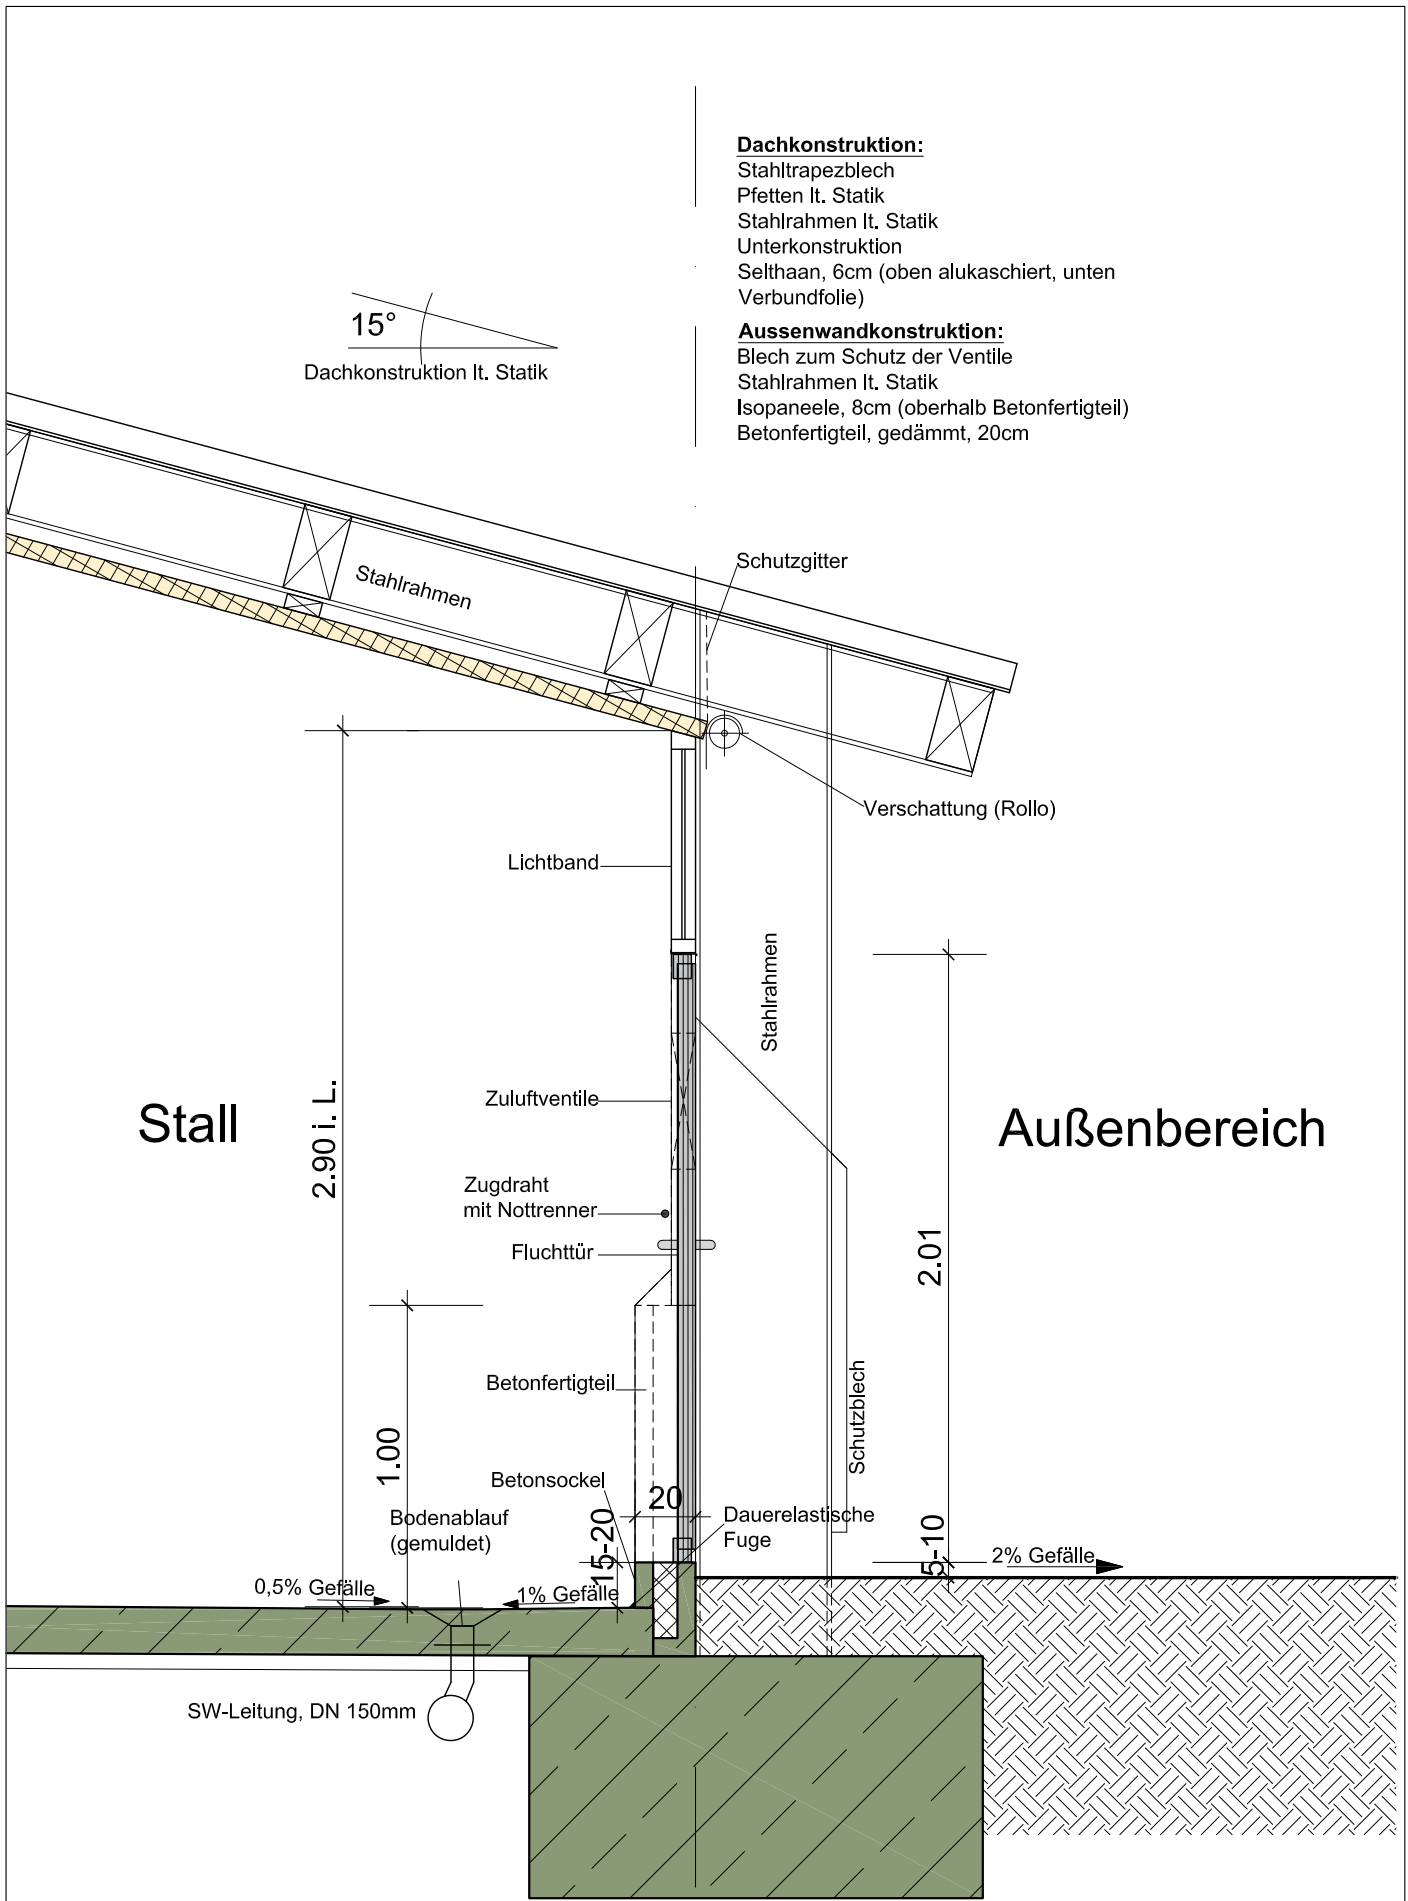 Dachkonstruktion:
Stahltrapezblech
Pfetten lt. Statik
Stahlrahmen lt. Statik
Unterkonstruktion
Selthaan, 6cm (oben alukaschiert, unten
Verbundfolie)
Aussenwandkonstruktion:
Blech zum Schutz der Ventile
Stahlrahmen lt. Statik
Isopaneele, 8cm (oberhalb Betonfertigteil)
Betonfertigteil, gedämmt, 20cm
15°
Dachkonstruktion lt. Statik
Schutzgitter
Stahlrahmen
Verschattung (Rollo)
Lichtband
Stahlrahmen
Stall
2.90 i. L.
Zuluftventile
Außenbereich
Zugdraht
mit Nottrenner
Fluchttür
2.01
Betonfertigteil
Schutzblech
1.00
Betonsockel
20
Bodenablauf
(gemuldet)
15-20
Dauerelastische
Fuge
5-10
2% Gefälle
0,5% Gefälle
1% Gefälle
SW-Leitung, DN 150mm